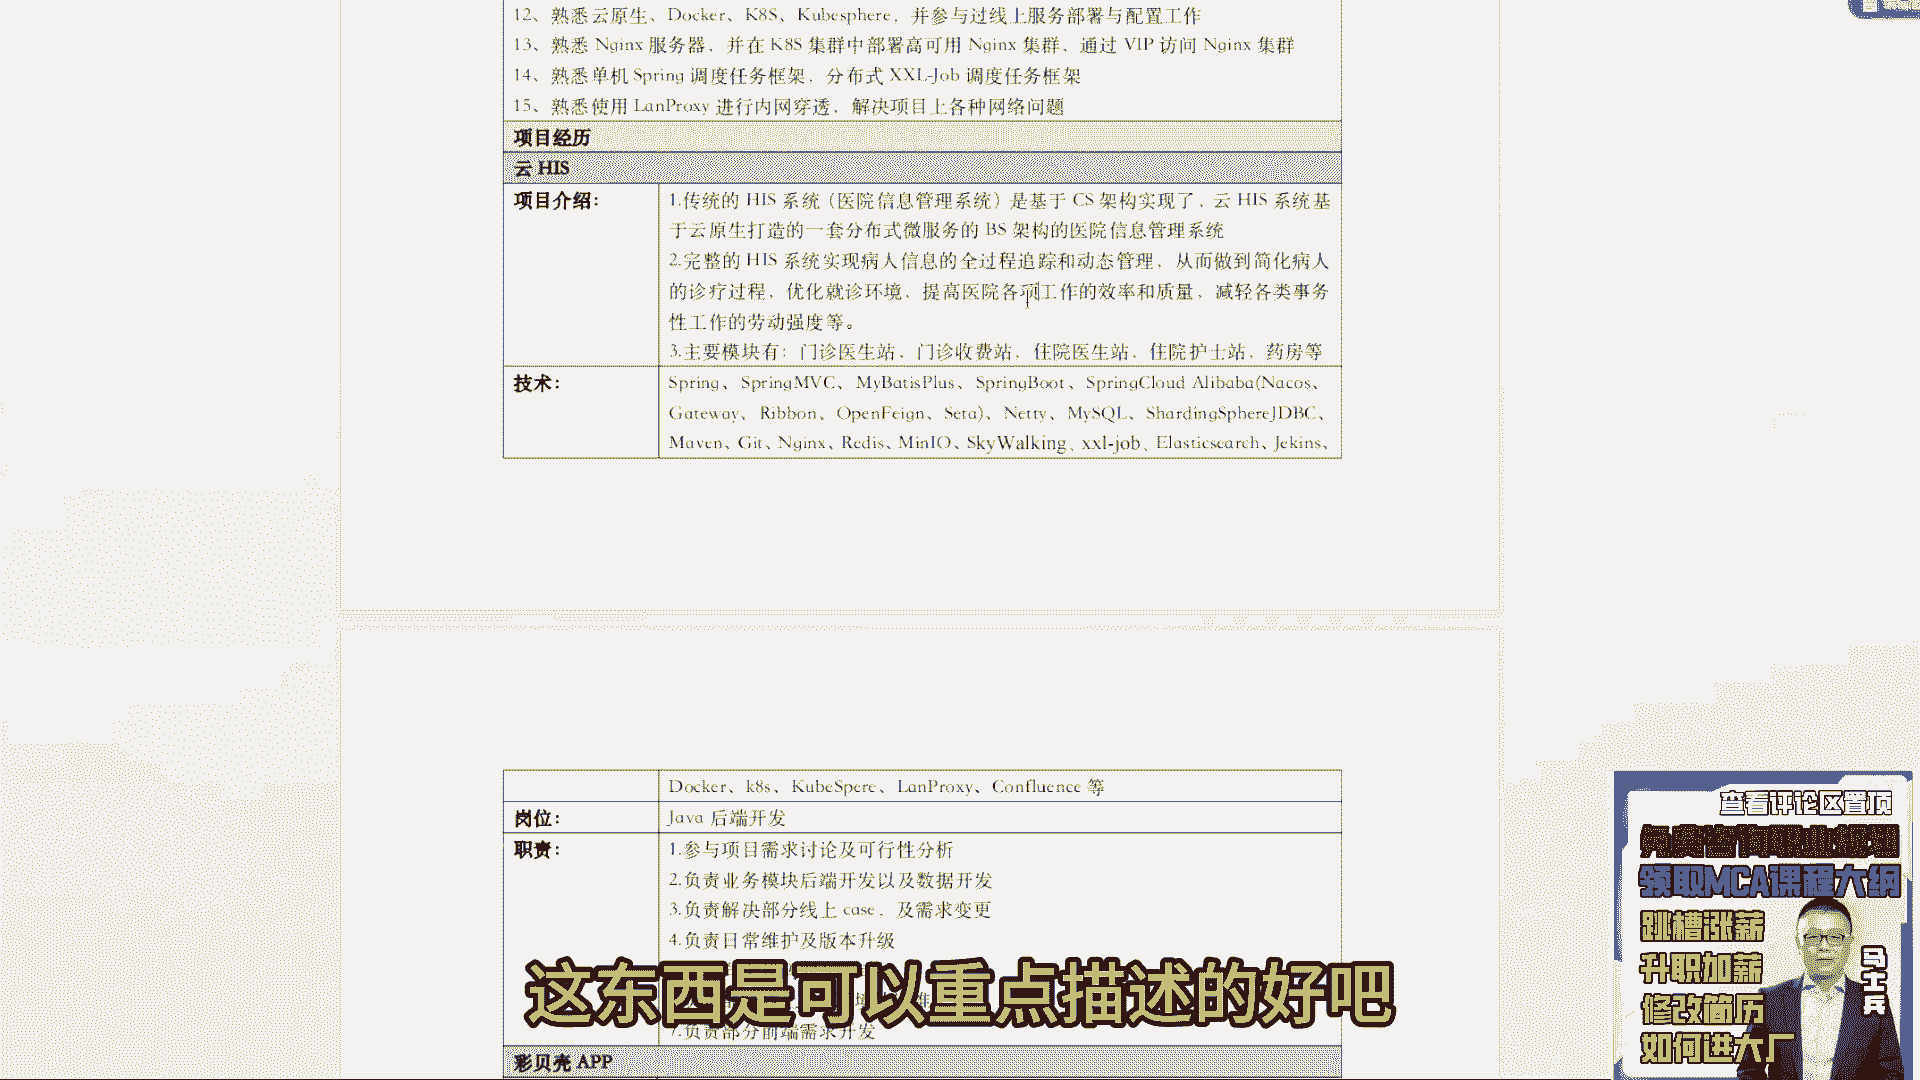 12、熟悉云原生、Docker、K8S、Kubesphere，并参与过线上服务部署与配置工作
13、熟悉 Nginx 服务器，并在 K8S 集群中部署高可用 Nginx 集群、通过 VIP 访问 Nginx 集群
14、熟悉单机 Spring 调度任务框架，分布式 XXL-Job 调度任务框架
15、熟悉使用 LanProxy 进行内网穿透，解决项目上各种网络问题
项目经历
云 HIS
项目介绍：
1.传统的 HIS 系统（医院信息管理系统）是基于 CS 架构实现了，云 HIS 系统基
于云原生打造的一套分布式微服务的 BS 架构的医院信息管理系统
2.完整的 HIS 系统实现病人信息的全过程追踪和动态管理，从而做到简化病人
的诊疗过程，优化就诊环境，提高医院各项工作的效率和质量，减轻各类事务
性工作的劳动强度等。
3.主要模块有：门诊医生站，门诊收费站，住院医生站，住院护士站，药房等
技术：
Spring、SpringMVC、MyBatisPlus、SpringBoot、SpringCloud Alibaba(Nacos、
Gateway、Ribbon、OpenFeign、Seta)、Netty、MySQL、ShardingSphereJDBC、
Maven、Git、Nginx、Redis、MinIO、SkyWalking、xxl-job、Elasticsearch、Jekins、
Docker、k8s、KubeSpere、LanProxy、Confluence 等
岗位：
Java 后端开发
职责：
1.参与项目需求讨论及可行性分析
2.负责业务模块后端开发以及数据开发
3.负责解决部分线上 case，及需求变更
4.负责日常维护及版本升级
7.负责部分前端需求开发
彩贝壳 APP
这东西是可以重点描述的好吧
查看评论区置顶
免费咨询职业规划
领取MCA课程大纲
跳槽涨薪
升职加薪
修改简历
如何进大厂
马士兵